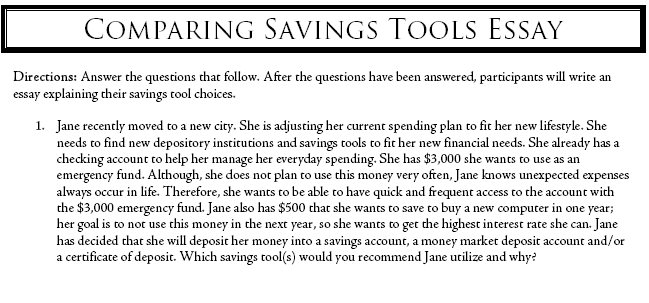 COMPARING SAVINGS TOOLS ESSAY
Directions: Answer the questions that follow. After the questions have been answered, participants will write an
essay explaining their savings tool choices.
1. Jane recently moved to a new city. She is adjusting her current spending plan to fit her new lifestyle. She
needs to find new depository institutions and savings tools to fit her new financial needs. She already has a
checking account to help her manage her everyday spending. She has $3,000 she wants to use as an
emergency fund. Although, she does not plan to use this money very often, Jane knows unexpected expenses
always occur in life. Therefore, she wants to be able to have quick and frequent access to the account with
the $3,000 emergency fund. Jane also has $500 that she wants to save to buy a new computer in one year;
her goal is to not use this money in the next year, so she wants to get the highest interest rate she can. Jane
has decided that she will deposit her money into a savings account, a money market deposit account and/or
a certificate of deposit. Which savings tool(s) would you recommend Jane utilize and why?